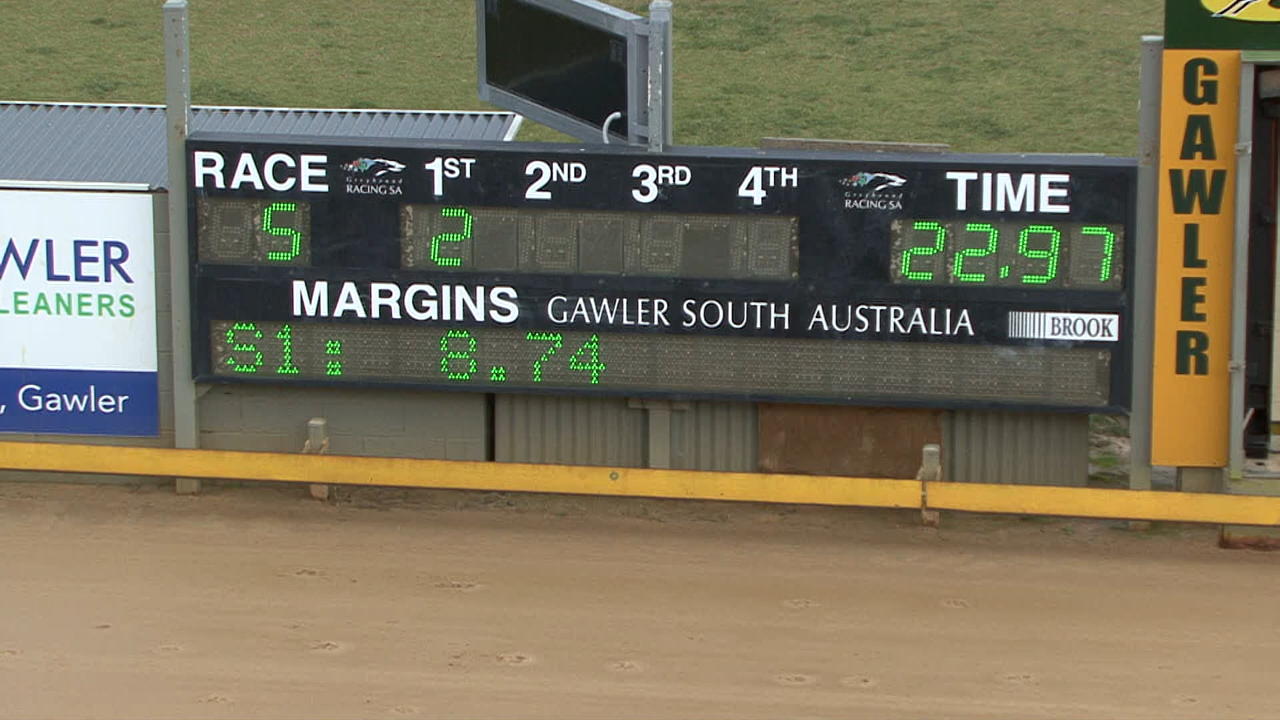 GAWLER
RACE
Greyhound
RACING SA
1ST 2ND 3RD 4TH
Greyhound
RACING SA
TIME
5 2 22.97
MARGINS GAWLER SOUTH AUSTRALIA BROOK
S1: 8.74
WLER
LEANERS
, Gawler